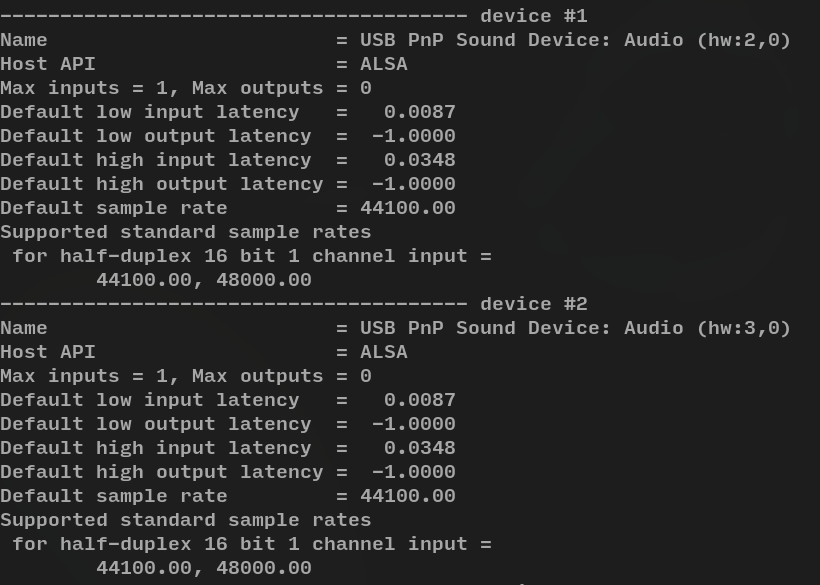 --------------------------------------- device #1
Name                        = USB PnP Sound Device: Audio (hw:2,0)
Host API                    = ALSA
Max inputs = 1, Max outputs = 0
Default low input latency   =   0.0087
Default low output latency  =  -1.0000
Default high input latency  =   0.0348
Default high output latency =  -1.0000
Default sample rate         = 44100.00
Supported standard sample rates
 for half-duplex 16 bit 1 channel input =
        44100.00, 48000.00
--------------------------------------- device #2
Name                        = USB PnP Sound Device: Audio (hw:3,0)
Host API                    = ALSA
Max inputs = 1, Max outputs = 0
Default low input latency   =   0.0087
Default low output latency  =  -1.0000
Default high input latency  =   0.0348
Default high output latency =  -1.0000
Default sample rate         = 44100.00
Supported standard sample rates
 for half-duplex 16 bit 1 channel input =
        44100.00, 48000.00